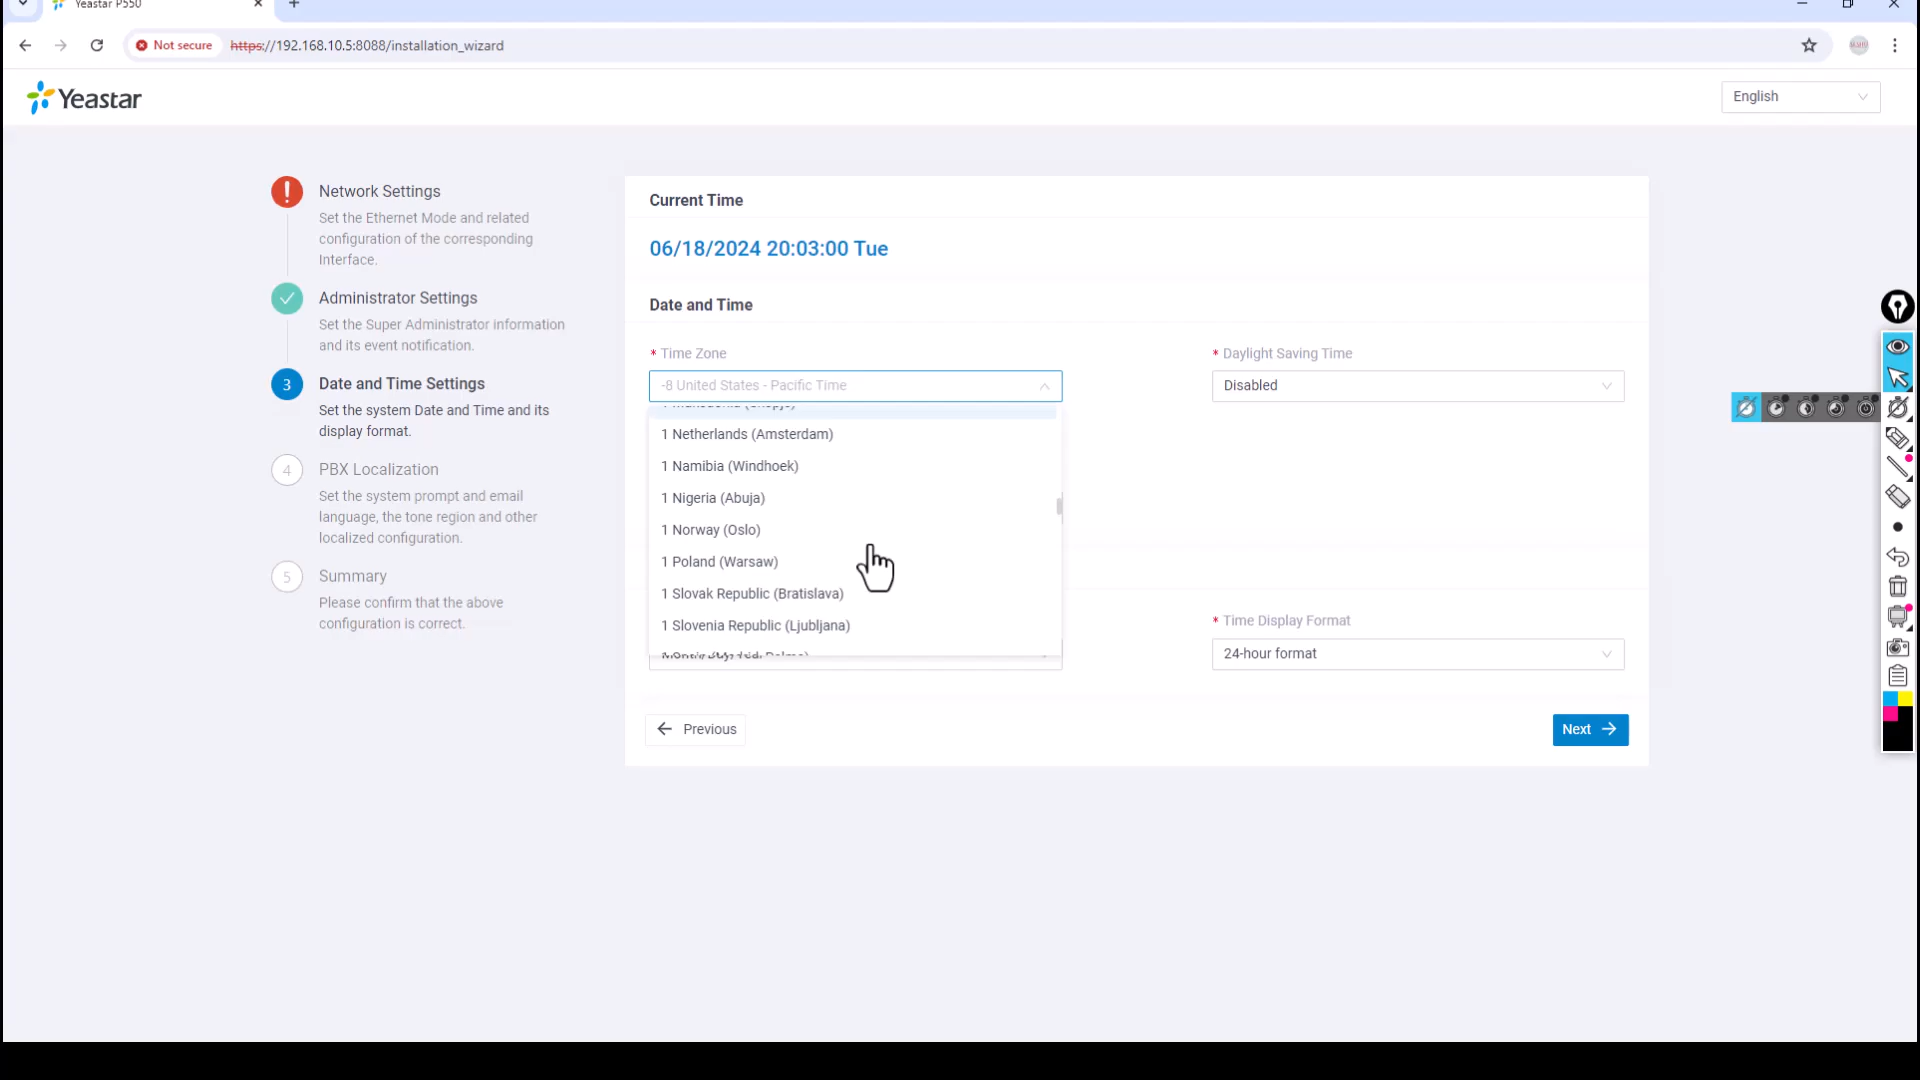 Yeastar P550
Not secure https://192.168.10.5:8088/installation_wizard
Yeastar
English
Network Settings
Set the Ethernet Mode and related
configuration of the corresponding
Interface.
Administrator Settings
Set the Super Administrator information
and its event notification.
3 Date and Time Settings
Set the system Date and Time and its
display format.
4 PBX Localization
Set the system prompt and email
language, the tone region and other
localized configuration.
5 Summary
Please confirm that the above
configuration is correct.
Current Time
06/18/2024 20:03:00 Tue
Date and Time
* Time Zone
-8 United States - Pacific Time
1 Netherlands (Amsterdam)
1 Namibia (Windhoek)
1 Nigeria (Abuja)
1 Norway (Oslo)
1 Poland (Warsaw)
1 Slovak Republic (Bratislava)
1 Slovenia Republic (Ljubljana)
* Daylight Saving Time
Disabled
* Time Display Format
24-hour format
Previous
Next